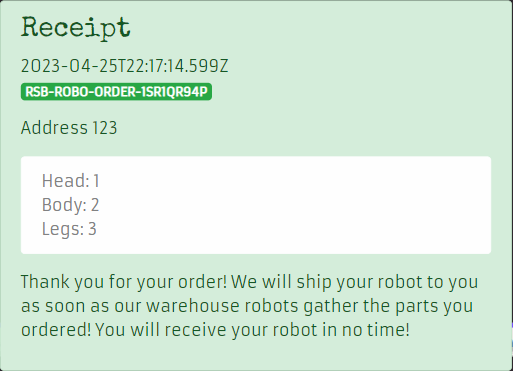 Receipt
2023-04-25T22:17:14.599Z
RSB-ROBO-ORDER-1SR1QR94P
Address 123
Head: 1
Body: 2
Legs: 3
Thank you for your order! We will ship your robot to you
as soon as our warehouse robots gather the parts you
ordered! You will receive your robot in no time!